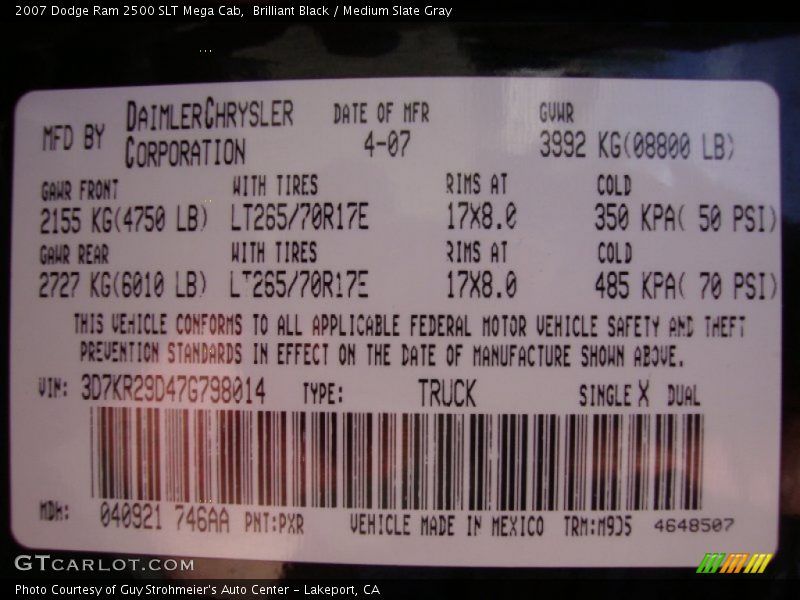 2007 Dodge Ram 2500 SLT Mega Cab,  Brilliant Black / Medium Slate Gray
MFD BY DAIMLERCHRYSLER CORPORATION DATE OF MFR 4-07 GVWR 3992 KG(08800 LB)
GAWR FRONT WITH TIRES RIMS AT COLD
2155 KG(4750 LB) LT265/70R17E 17X8.0 350 KPA( 50 PSI)
GAWR REAR WITH TIRES RIMS AT COLD
2727 KG(6010 LB) LT265/70R17E 17X8.0 485 KPA( 70 PSI)
THIS VEHICLE CONFORMS TO ALL APPLICABLE FEDERAL MOTOR VEHICLE SAFETY AND THEFT
PREVENTION STANDARDS IN EFFECT ON THE DATE OF MANUFACTURE SHOWN ABOVE.
VIN: 3D7KR29D47G798014 TYPE: TRUCK SINGLE X DUAL
MDH: 040921 746AA PNT:PXR VEHICLE MADE IN MEXICO TRM:M9D5 4648507
GTCARLOT.COM
Photo Courtesy of Guy Strohmeier's Auto Center - Lakeport, CA